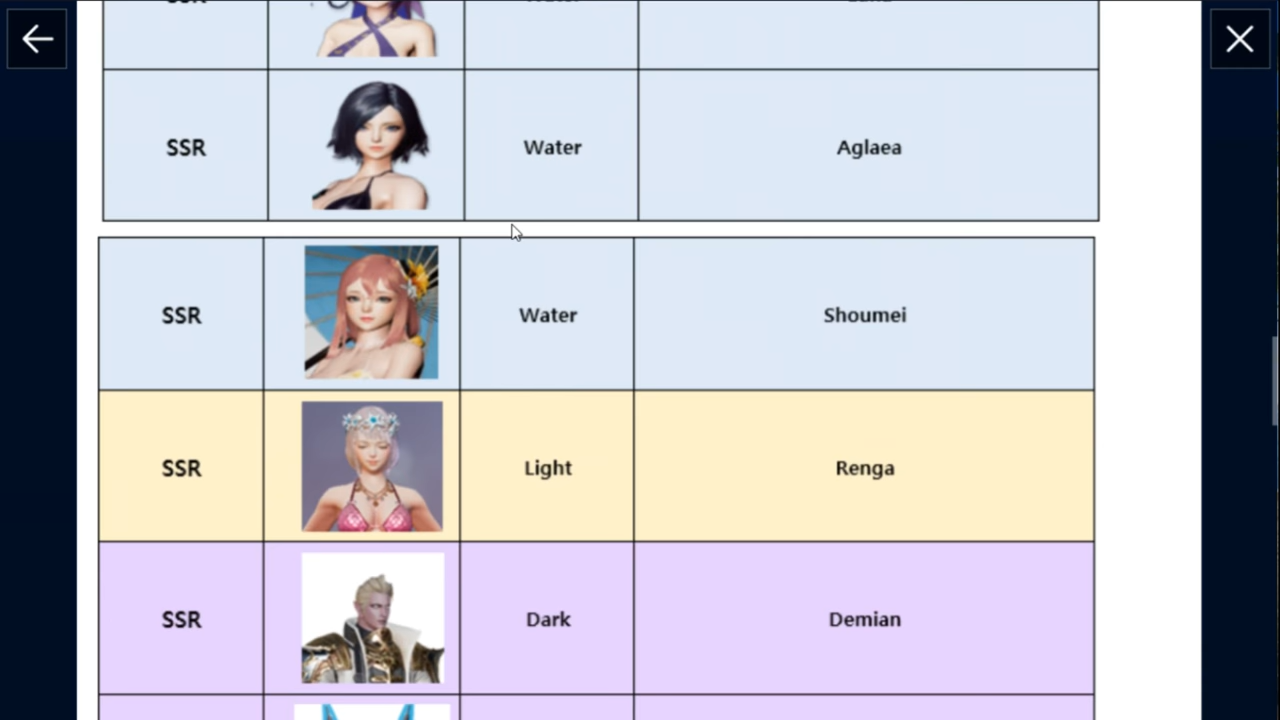 SSR Water Aglaea
SSR Water Shoumei
SSR Light Renga
SSR Dark Demian